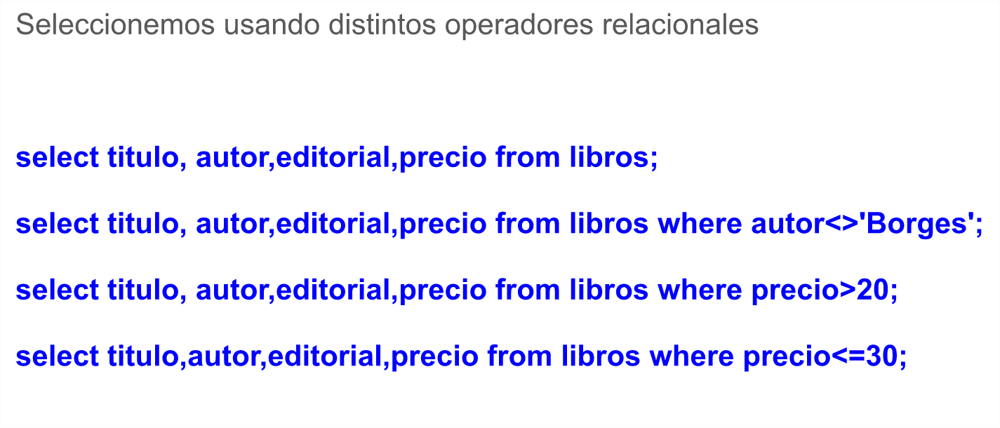 Seleccionemos usando distintos operadores relacionales
select titulo, autor,editorial,precio from libros;
select titulo, autor,editorial,precio from libros where autor<>'Borges';
select titulo, autor,editorial,precio from libros where precio>20;
select titulo,autor,editorial,precio from libros where precio<=30;